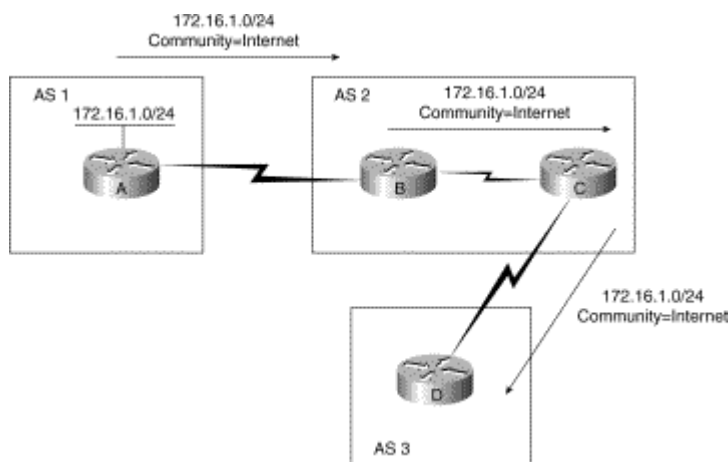 172.16.1.0/24
Community=Internet
AS 1
172.16.1.0/24
A
AS 2
172.16.1.0/24
Community=Internet
B
C
172.16.1.0/24
Community=Internet
D
AS 3